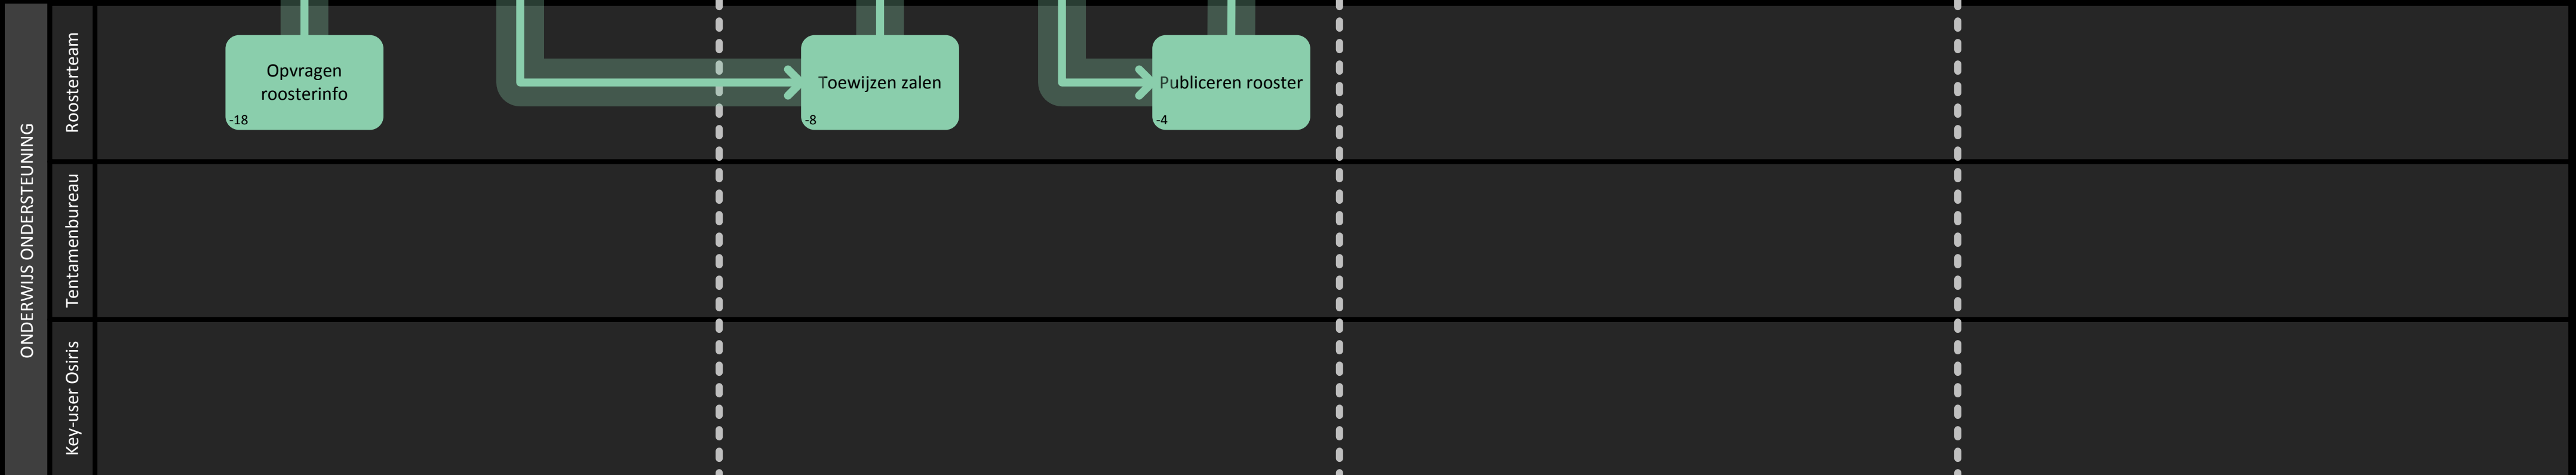 ONDERWIJS ONDERSTEUNING
Roosterteam
Opvragen
roosterinfo
-18
Toewijzen zalen
-8
Publiceren rooster
-4
Tentamenbureau
Key-user Osiris